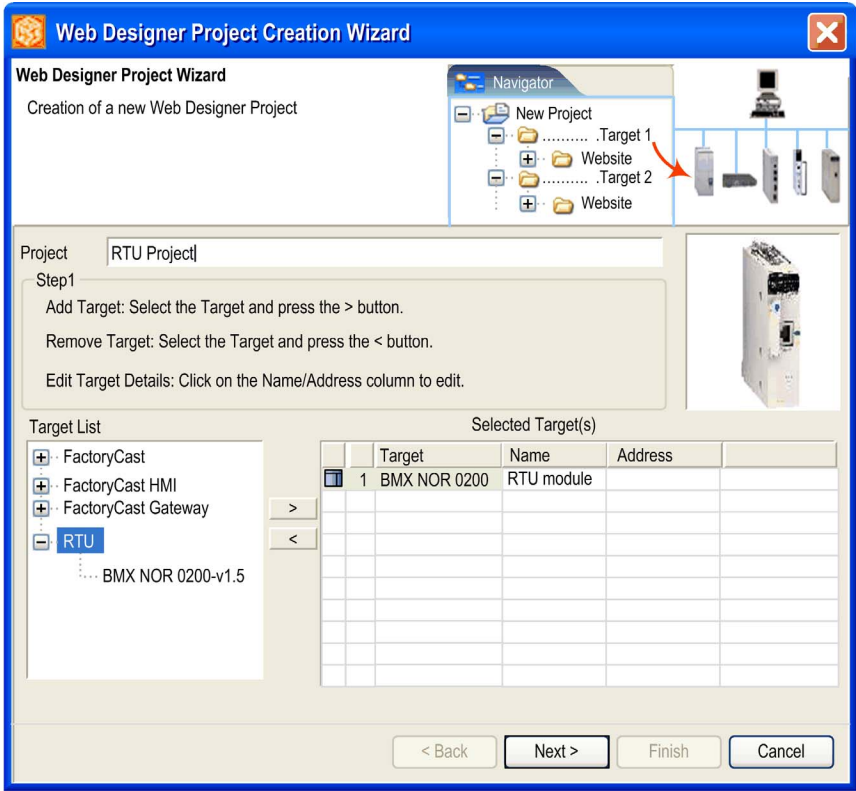 Web Designer Project Creation Wizard
Web Designer Project Wizard
Creation of a new Web Designer Project
Navigator
New Project
.......... .Target 1
Website
.......... .Target 2
Website
Project RTU Project
Step1
Add Target: Select the Target and press the > button.
Remove Target: Select the Target and press the < button.
Edit Target Details: Click on the Name/Address column to edit.
Target List
FactoryCast
FactoryCast HMI
FactoryCast Gateway
RTU
BMX NOR 0200-v1.5
>
<
Selected Target(s)
Target Name Address
1 BMX NOR 0200 RTU module
< Back Next > Finish Cancel